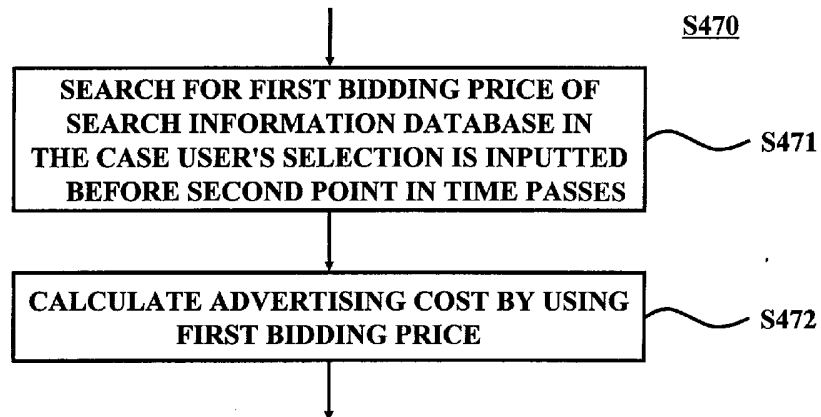 S470
SEARCH FOR FIRST BIDDING PRICE OF
SEARCH INFORMATION DATABASE IN
THE CASE USER'S SELECTION IS INPUTTED
BEFORE SECOND POINT IN TIME PASSES
S471
CALCULATE ADVERTISING COST BY USING
FIRST BIDDING PRICE
S472